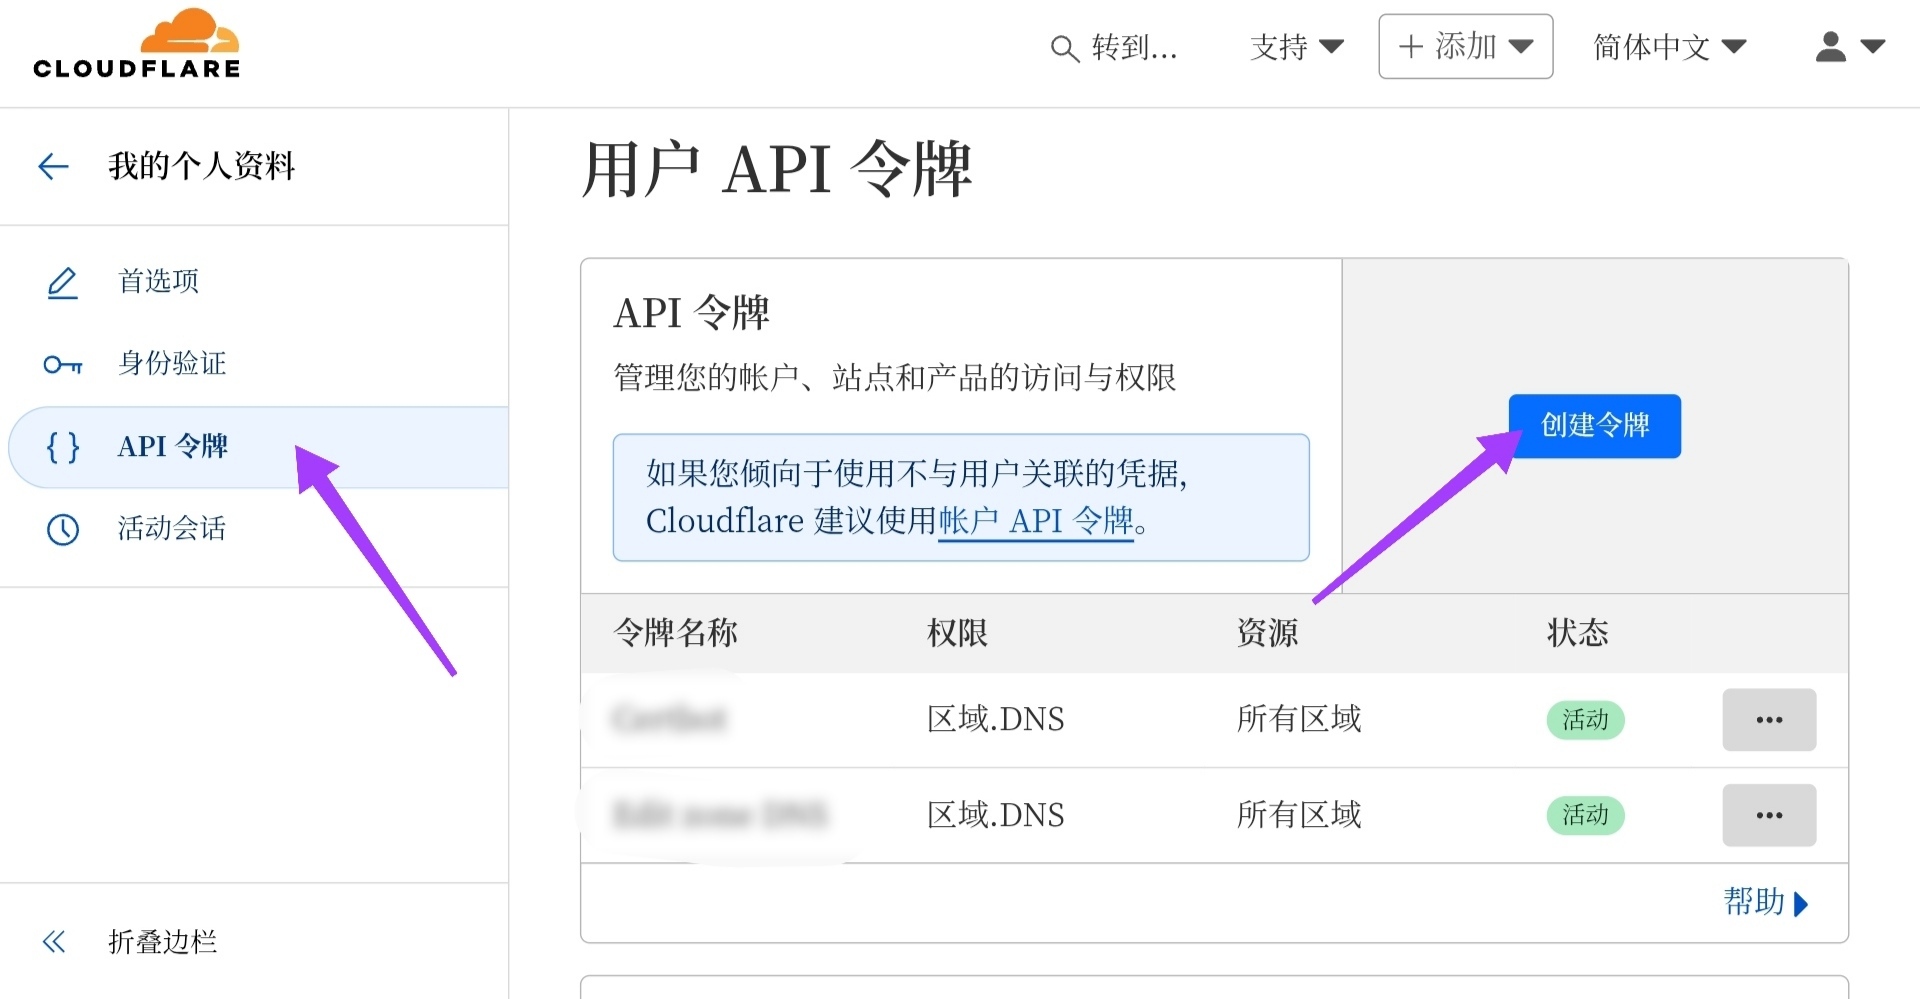 CLOUDFLARE
转到...
支持
+ 添加
简体中文
我的个人资料
首选项
身份验证
API 令牌
活动会话
折叠边栏
用户 API 令牌
API 令牌
管理您的帐户、站点和产品的访问与权限
如果您倾向于使用不与用户关联的凭据,
Cloudflare 建议使用帐户 API 令牌。
创建令牌
令牌名称 权限 资源 状态
区域.DNS 所有区域 活动 ...
区域.DNS 所有区域 活动 ...
帮助